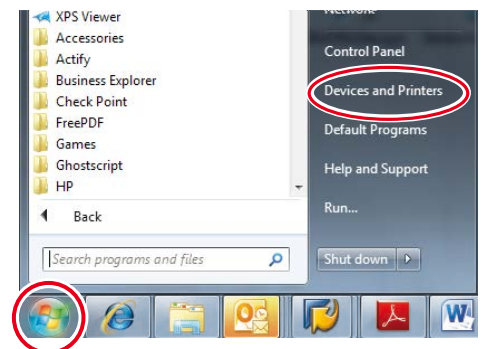 XPS Viewer
Accessories
Actify
Business Explorer
Check Point
FreePDF
Games
Ghostscript
HP
Back
Search programs and files
Control Panel
Devices and Printers
Default Programs
Help and Support
Run...
Shut down
W